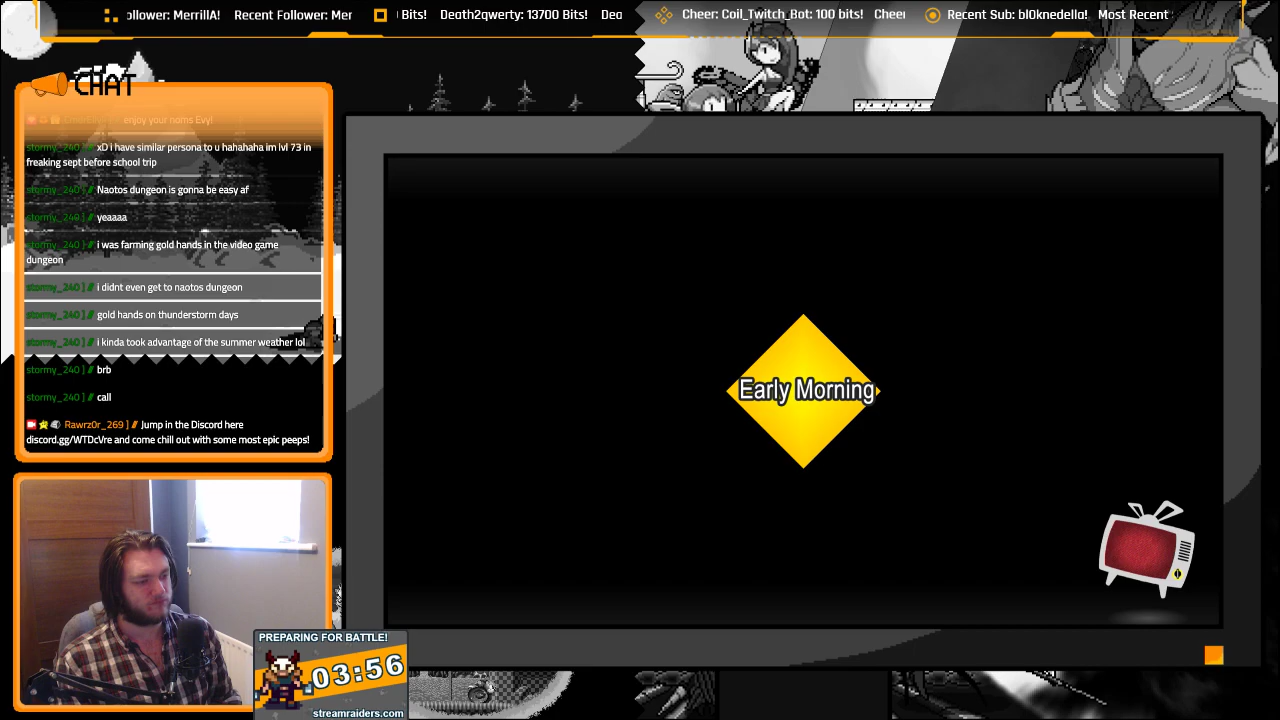 ollower: MerrillA!
Recent Follower: Mer
Bits!
Death2qwerty: 13700 Bits!
Dea
Cheer: Coil_Twitch_Bot: 100 bits!
Cheer
Recent Sub: bl0knedella!
Most Recent
CHAT
enjoy your noms Evy!
stormy_240 ] // xD i have similar persona to u hahahaha im lvl 73 in
freaking sept before school trip
stormy_240 ] // Naotos dungeon is gonna be easy af
stormy_240 ] // yeaaaa
stormy_240 ] // i was farming gold hands in the video game
dungeon
stormy_240 ] // i didnt even get to naotos dungeon
stormy_240 ] // gold hands on thunderstorm days
stormy_240 ] // i kinda took advantage of the summer weather lol
stormy_240 ] // brb
stormy_240 ] // call
Rawrz0r_269 ] // Jump in the Discord here
discord.gg/WTDcVre and come chill out with some most epic peeps!
Early Morning
PREPARING FOR BATTLE!
03:56
streamraiders.com